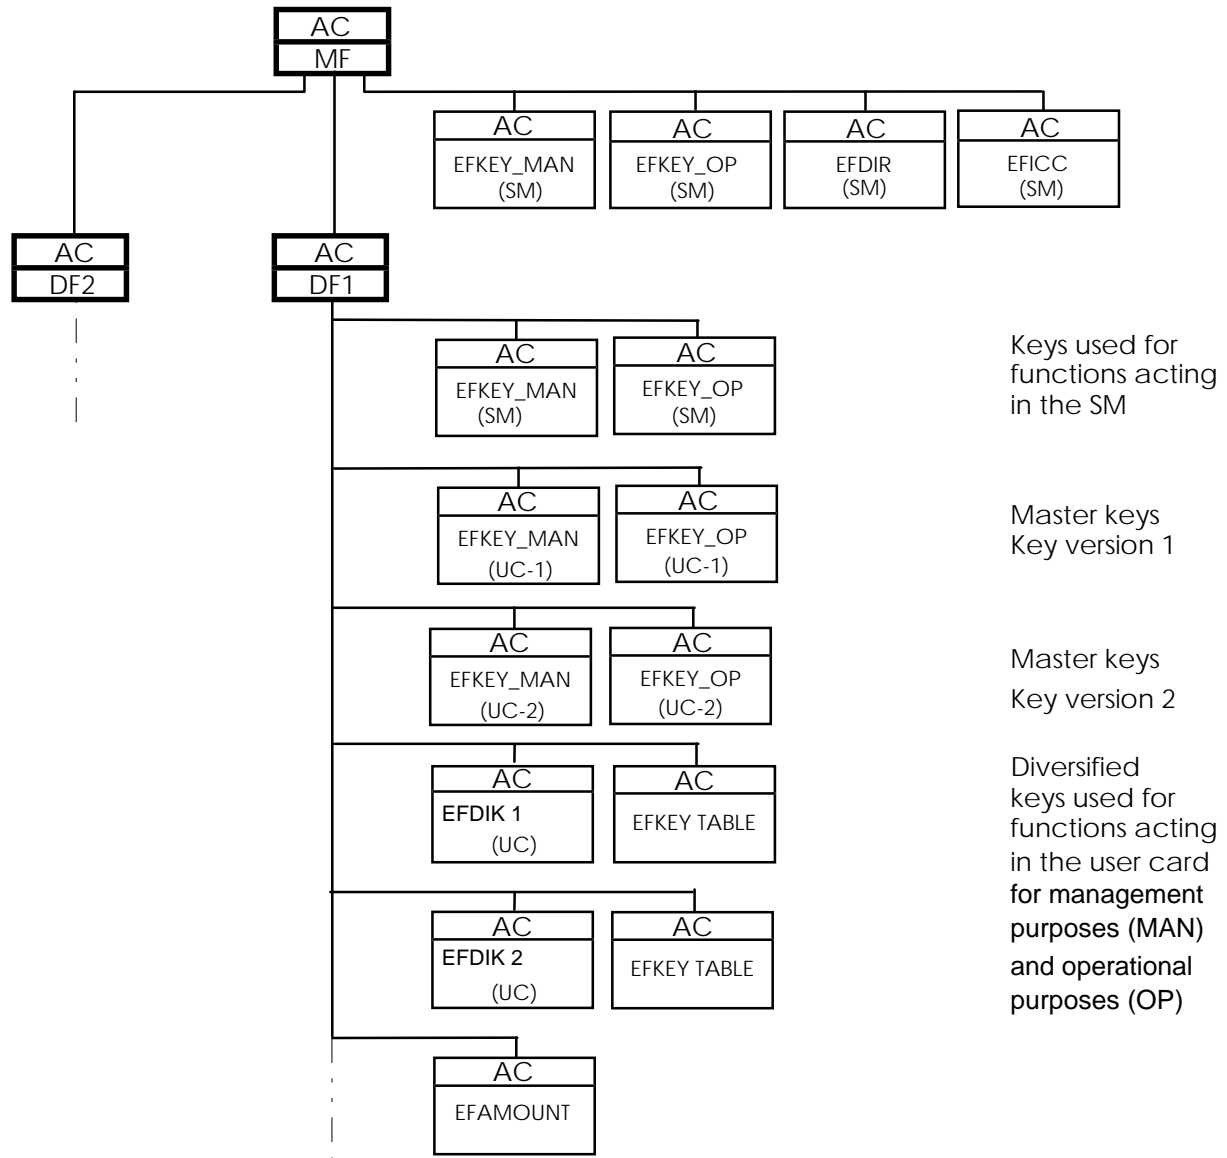 AC
MF
AC AC AC AC
EFKEY_MAN EFKEY_OP EFDIR EFICC
(SM) (SM) (SM) (SM)
AC AC
DF2 DF1
AC AC
EFKEY_MAN EFKEY_OP
(SM) (SM)
Keys used for
functions acting
in the SM
AC AC
EFKEY_MAN EFKEY_OP
(UC-1) (UC-1)
Master keys
Key version 1
AC AC
EFKEY_MAN EFKEY_OP
(UC-2) (UC-2)
Master keys
Key version 2
AC AC
EFDIK 1 EFKEY TABLE
(UC)
AC AC
EFDIK 2 EFKEY TABLE
(UC)
Diversified
keys used for
functions acting
in the user card
for management
purposes (MAN)
and operational
purposes (OP)
AC
EFAMOUNT